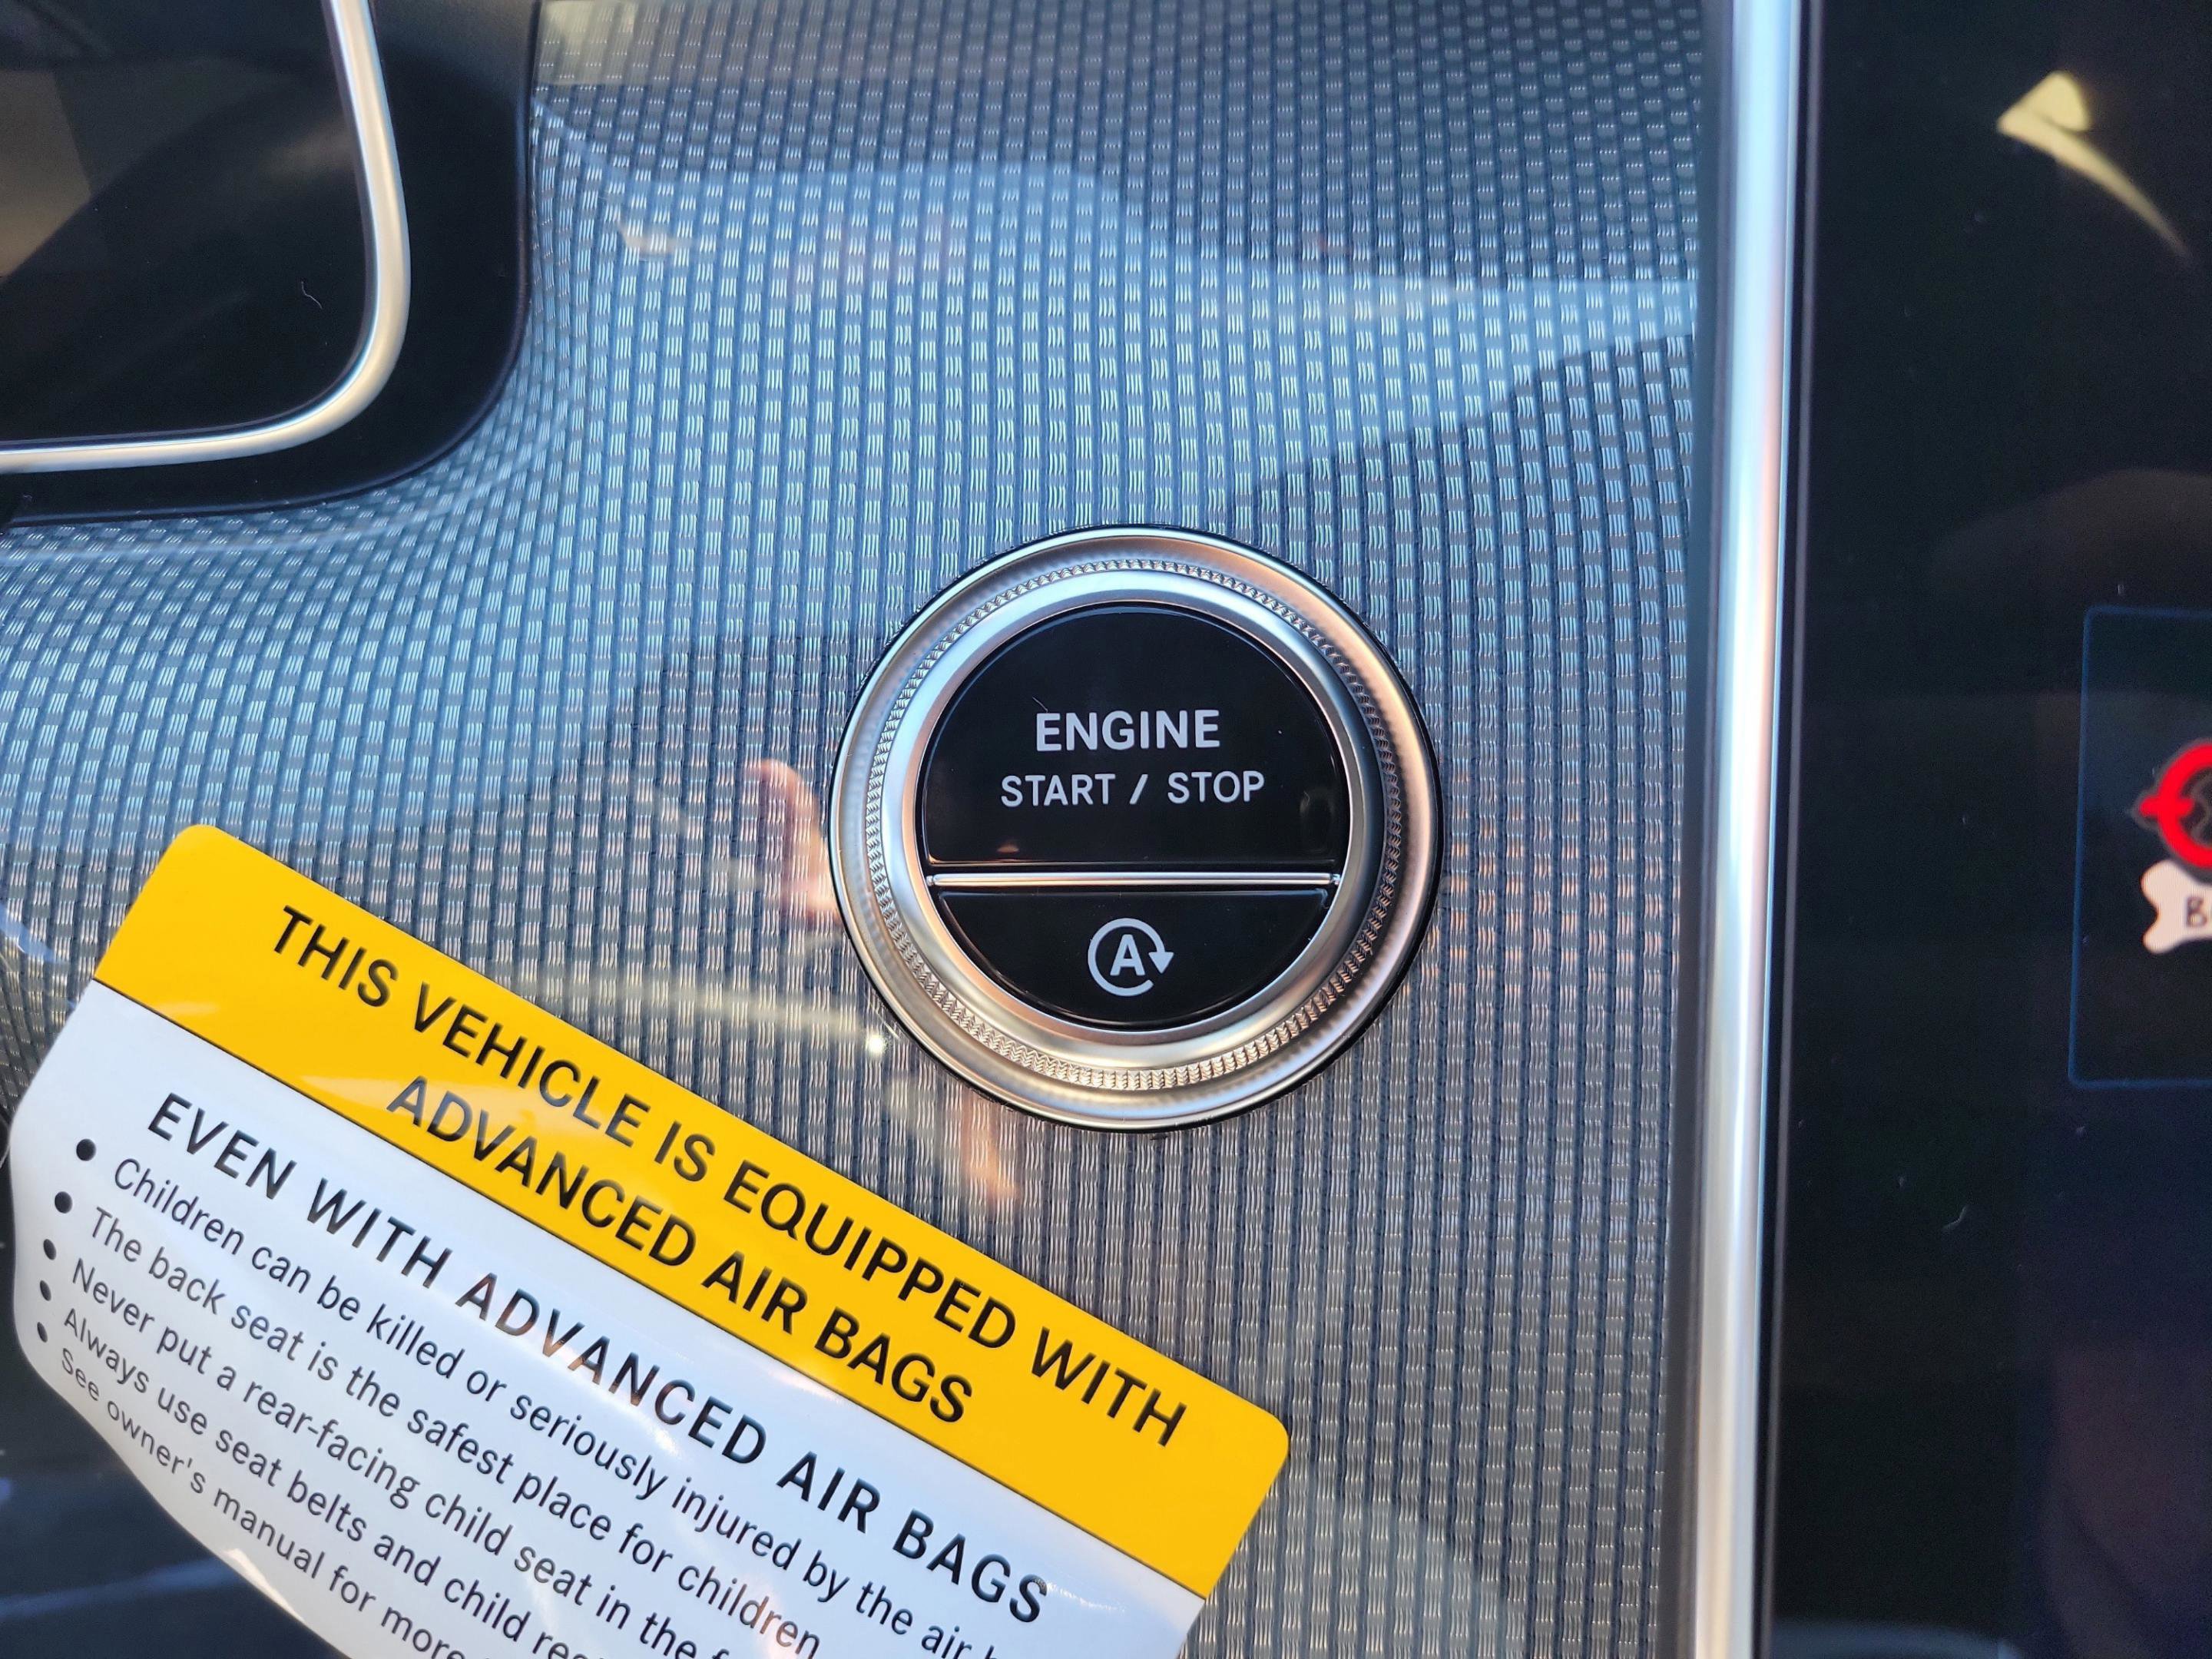 ENGINE
START / STOP
A
THIS VEHICLE IS EQUIPPED WITH
ADVANCED AIR BAGS
EVEN WITH ADVANCED AIR BAGS
• Children can be killed or seriously injured by the air
• The back seat is the safest place for children
• Never put a rear-facing child seat in the
• Always use seat belts and child
• See owner's manual for more